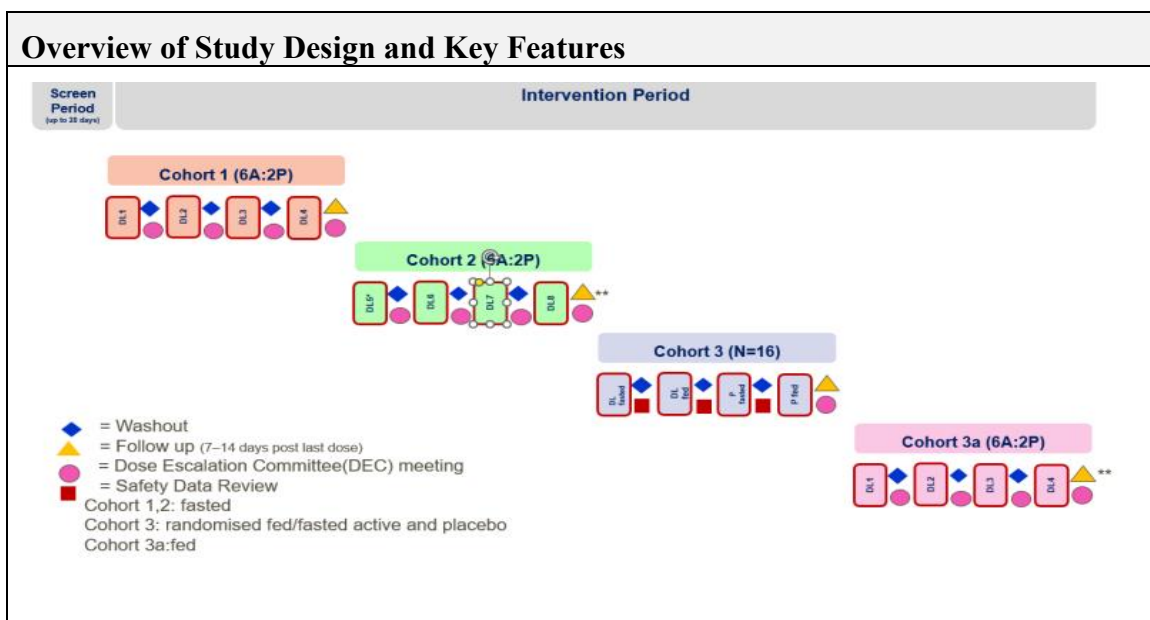 Overview of Study Design and Key Features
Screen
Period
(up to 28 days)
Intervention Period
Cohort 1 (6A:2P)
DL1
DL2
DL3
DL4
Cohort 2 (6A:2P)
DL5*
DL6
DL7
DL8
**
Cohort 3 (N=16)
DL
fasted
DL
fed
P
fasted
P fed
Cohort 3a (6A:2P)
DL1
DL2
DL3
DL4
**
= Washout
= Follow up (7–14 days post last dose)
= Dose Escalation Committee(DEC) meeting
= Safety Data Review
Cohort 1,2: fasted
Cohort 3: randomised fed/fasted active and placebo
Cohort 3a:fed